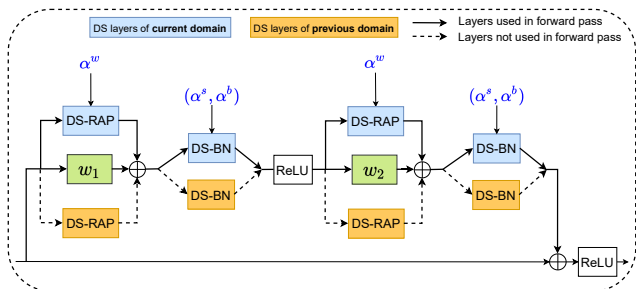 DS layers of current domain
DS layers of previous domain
Layers used in forward pass
Layers not used in forward pass
α^w
(α^s, α^b)
α^w
(α^s, α^b)
DS-RAP
DS-BN
DS-RAP
DS-BN
w₁
ReLU
w₂
DS-BN
DS-BN
DS-RAP
DS-RAP
ReLU